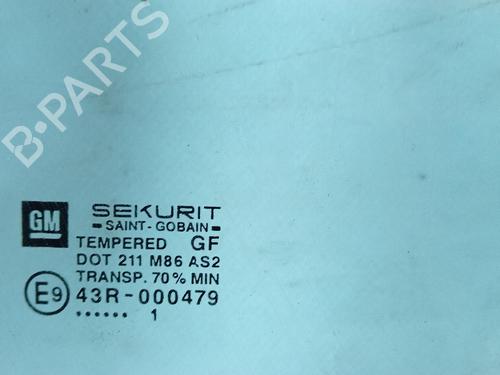 B-PARTS
GM
SEKURIT
SAINT-GOBAIN
TEMPERED GF
DOT 211 M86 AS2
TRANSP. 70% MIN
E9 43R-000479
...... 1